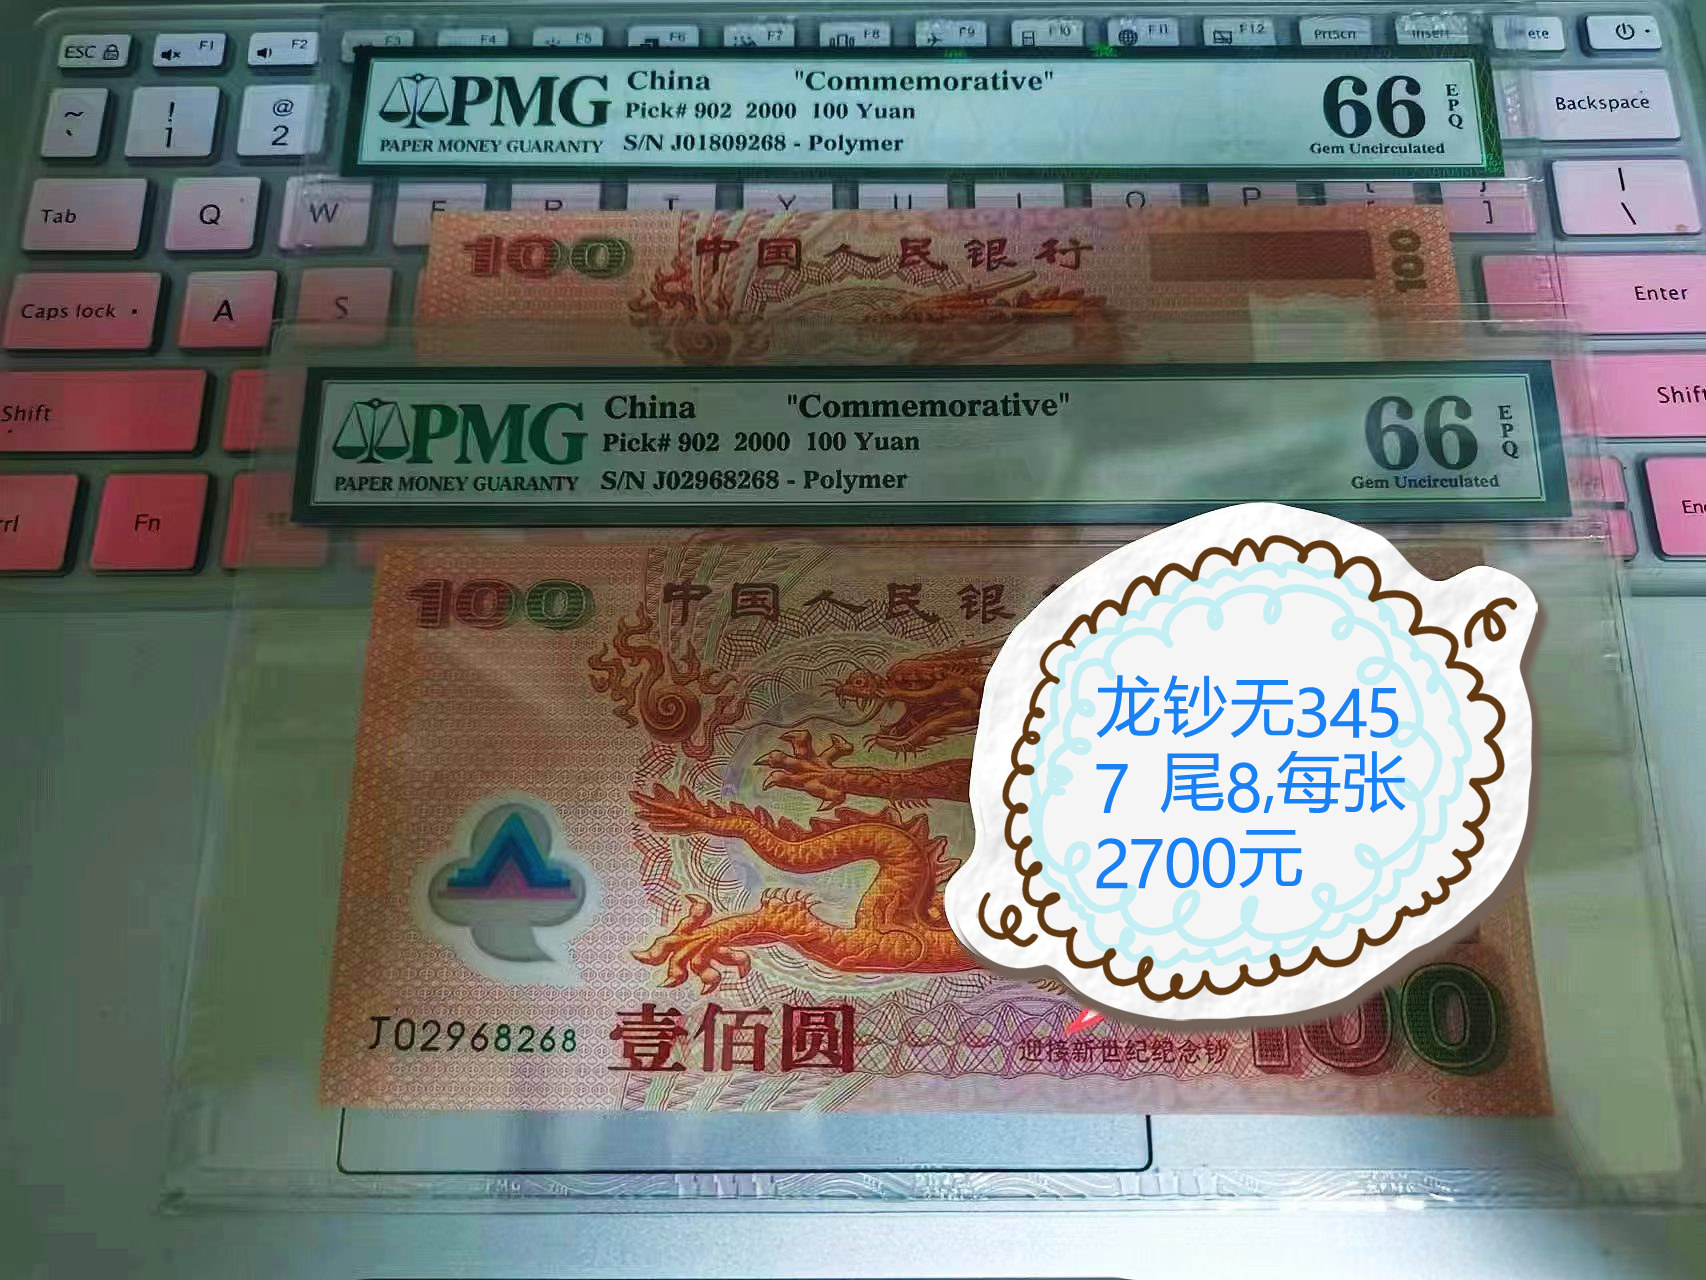 ESC F1 F2 F3 F4 F5 F6 F7 F8 F9 F10 F11 F12 PrtScn Insert
~ ` ! 1 @ 2 Backspace
PMG
PAPER MONEY GUARANTY
China "Commemorative"
Pick# 902 2000 100 Yuan
S/N J01809268 - Polymer
66
EPQ
Gem Uncirculated
Tab Q W T Y U P ] | \
100 中国人民银行 100
Caps lock A S Enter
PMG
PAPER MONEY GUARANTY
China "Commemorative"
Pick# 902 2000 100 Yuan
S/N J02968268 - Polymer
66
EPQ
Gem Uncirculated
Shift
Fn
100 中国人民银
龙钞无345
7 尾8,每张
2700元
J02968268 壹佰圆
迎接新世纪纪念钞 100